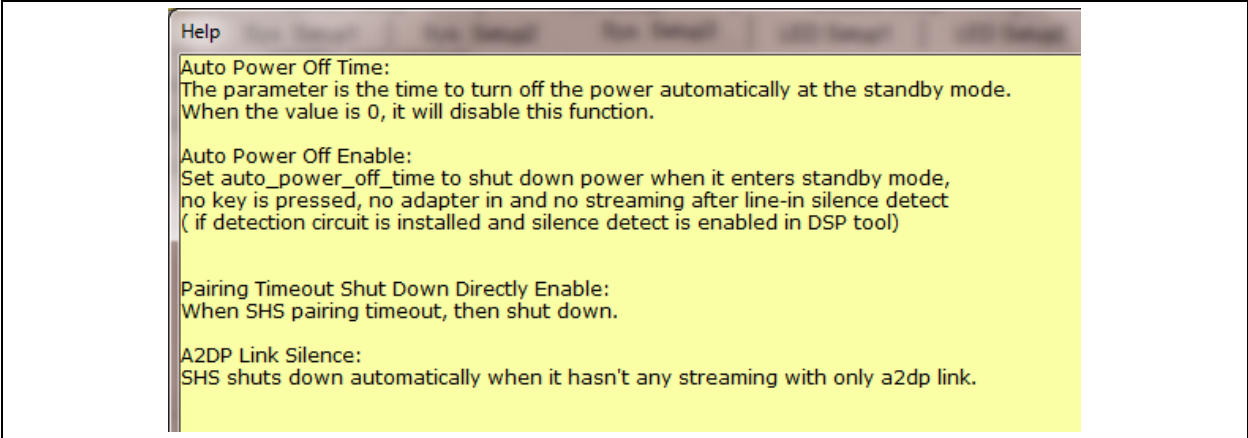 Help
Auto Power Off Time:
The parameter is the time to turn off the power automatically at the standby mode.
When the value is 0, it will disable this function.
Auto Power Off Enable:
Set auto_power_off_time to shut down power when it enters standby mode,
no key is pressed, no adapter in and no streaming after line-in silence detect
( if detection circuit is installed and silence detect is enabled in DSP tool)
Pairing Timeout Shut Down Directly Enable:
When SHS pairing timeout, then shut down.
A2DP Link Silence:
SHS shuts down automatically when it hasn't any streaming with only a2dp link.